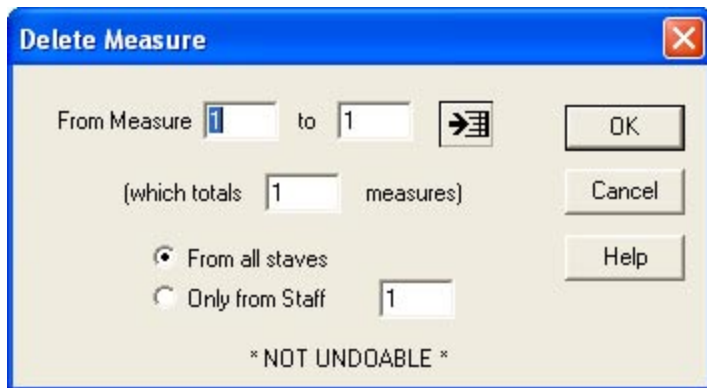 Delete Measure
From Measure 1 to 1
OK
(which totals 1 measures)
Cancel
From all staves
Help
Only from Staff 1
* NOT UNDOABLE *